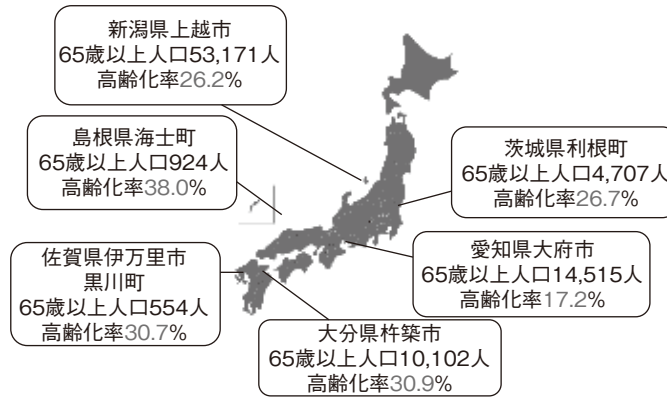 新潟県上越市
65歳以上人口53,171人
高齢化率26.2%
島根県海士町
65歳以上人口924人
高齢化率38.0%
茨城県利根町
65歳以上人口4,707人
高齢化率26.7%
佐賀県伊万里市
黒川町
65歳以上人口554人
高齢化率30.7%
愛知県大府市
65歳以上人口14,515人
高齢化率17.2%
大分県杵築市
65歳以上人口10,102人
高齢化率30.9%